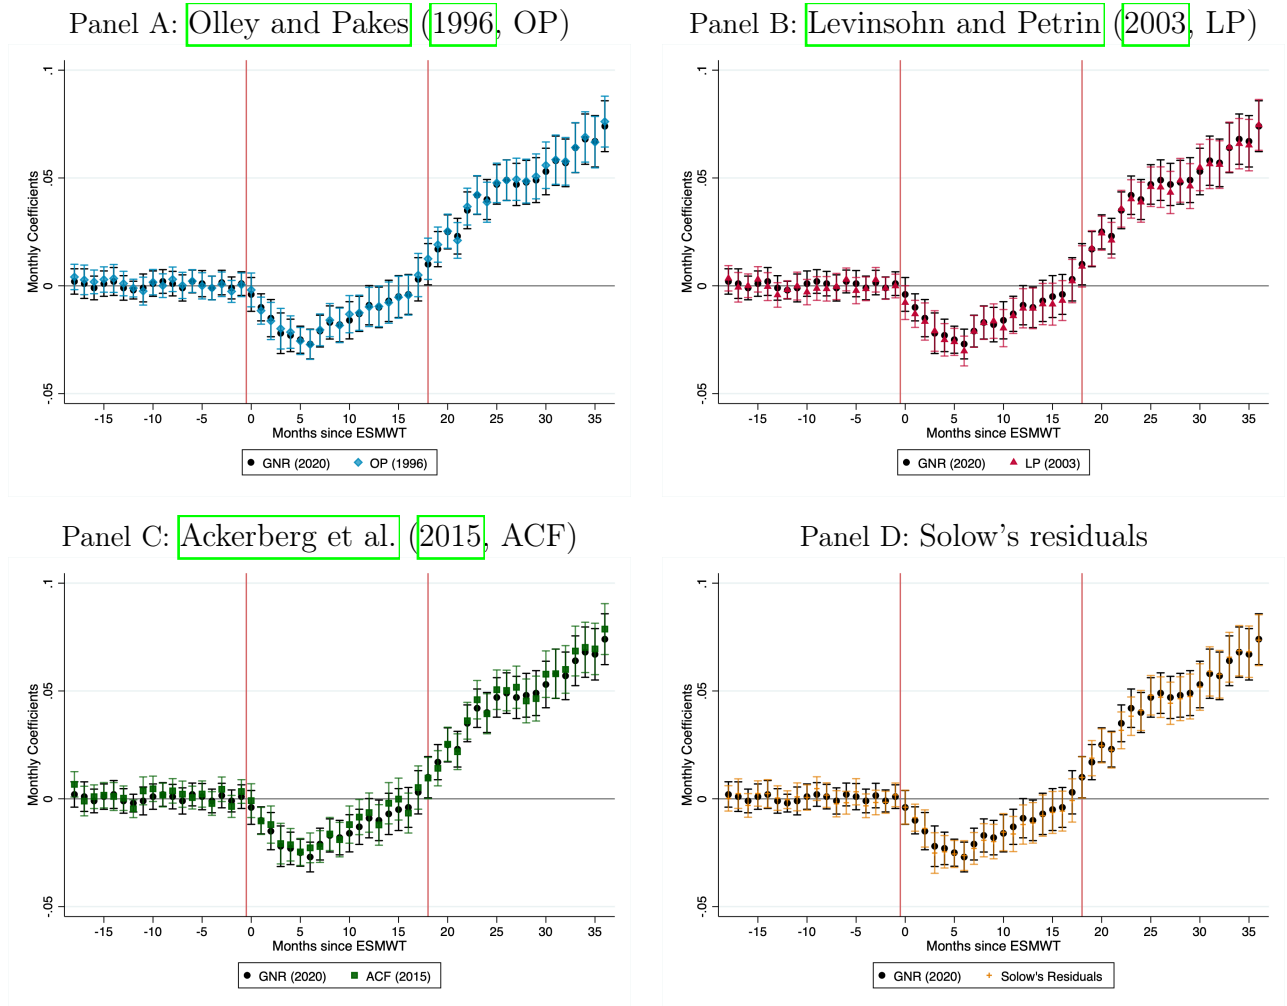 Panel A: Olley and Pakes (1996, OP)
.1
.05
0
-.05
Monthly Coefficients
-15 -10 -5 0 5 10 15 20 25 30 35
Months since ESMWT
GNR (2020) OP (1996)
Panel B: Levinsohn and Petrin (2003, LP)
.1
.05
0
-.05
Monthly Coefficients
-15 -10 -5 0 5 10 15 20 25 30 35
Months since ESMWT
GNR (2020) LP (2003)
Panel C: Ackerberg et al. (2015, ACF)
.1
.05
0
-.05
Monthly Coefficients
-15 -10 -5 0 5 10 15 20 25 30 35
Months since ESMWT
GNR (2020) ACF (2015)
Panel D: Solow's residuals
.1
.05
0
-.05
Monthly Coefficients
-15 -10 -5 0 5 10 15 20 25 30 35
Months since ESMWT
GNR (2020) Solow's Residuals